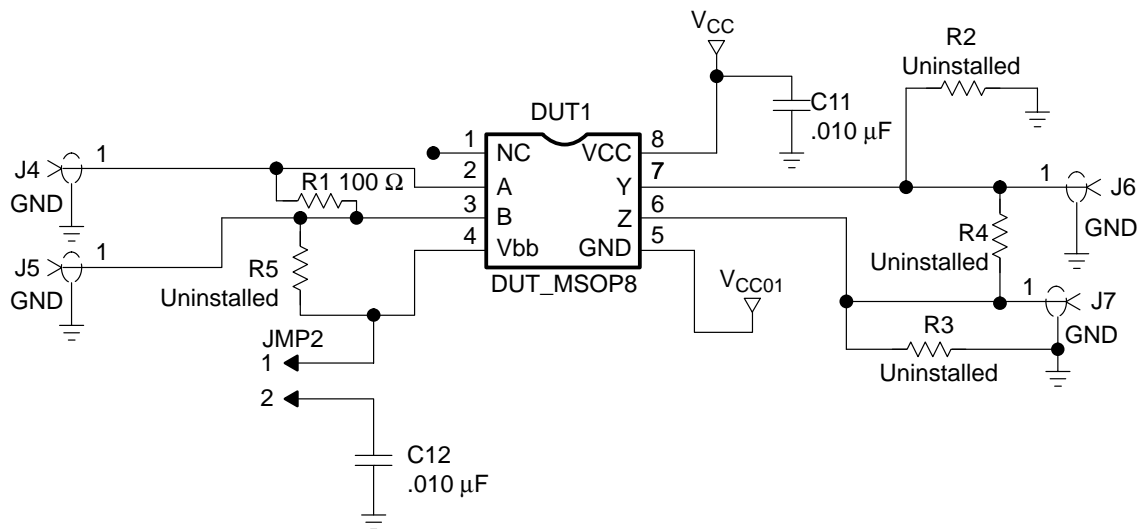 VCC
R2
Uninstalled
C11
.010 μF
DUT1
1
NC
VCC
8
J4
1
GND
R1 100 Ω
2
A
Y
7
1
J6
GND
3
B
Z
6
R4
Uninstalled
J5
1
GND
R5
Uninstalled
4
Vbb
GND
5
DUT_MSOP8
VCC01
1
J7
GND
R3
Uninstalled
JMP2
1
2
C12
.010 μF